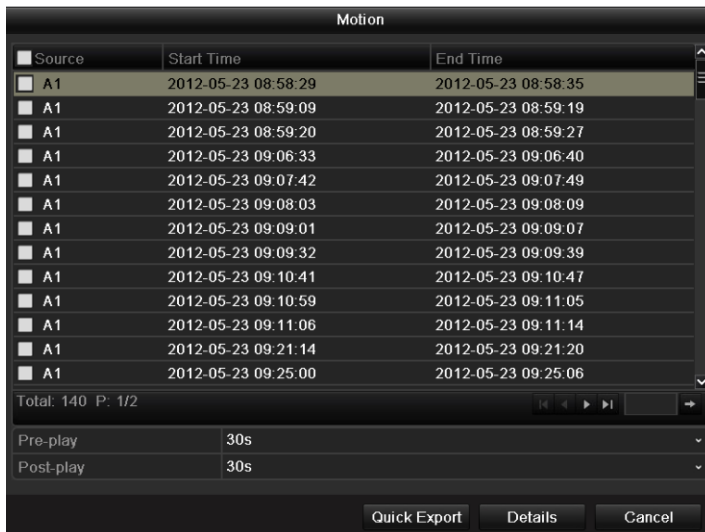 Motion
Source Start Time End Time
A1 2012-05-23 08:58:29 2012-05-23 08:58:35
A1 2012-05-23 08:59:09 2012-05-23 08:59:19
A1 2012-05-23 08:59:20 2012-05-23 08:59:27
A1 2012-05-23 09:06:33 2012-05-23 09:06:40
A1 2012-05-23 09:07:42 2012-05-23 09:07:49
A1 2012-05-23 09:08:03 2012-05-23 09:08:09
A1 2012-05-23 09:09:01 2012-05-23 09:09:07
A1 2012-05-23 09:09:32 2012-05-23 09:09:39
A1 2012-05-23 09:10:41 2012-05-23 09:10:47
A1 2012-05-23 09:10:59 2012-05-23 09:11:05
A1 2012-05-23 09:11:06 2012-05-23 09:11:14
A1 2012-05-23 09:21:14 2012-05-23 09:21:20
A1 2012-05-23 09:25:00 2012-05-23 09:25:06
Total: 140 P: 1/2
Pre-play 30s
Post-play 30s
Quick Export Details Cancel